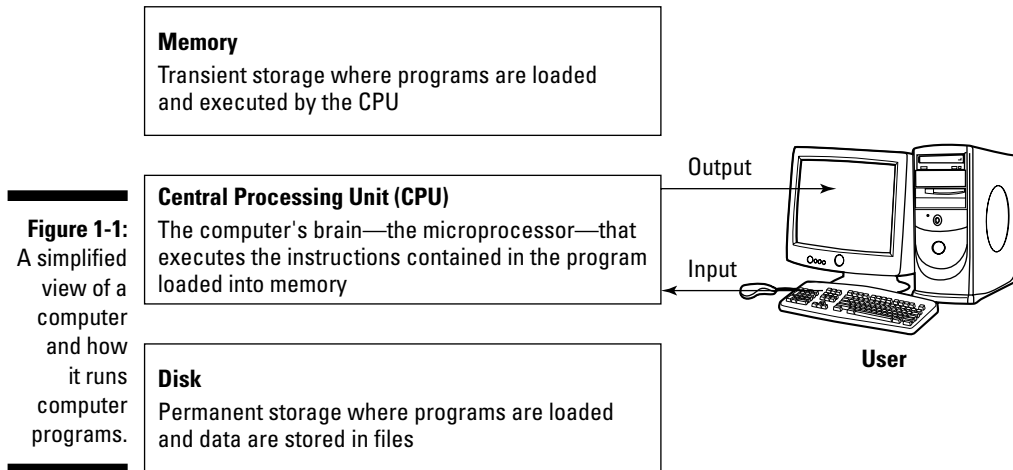 Memory
Transient storage where programs are loaded
and executed by the CPU
Output
Central Processing Unit (CPU)
The computer's brain—the microprocessor—that
executes the instructions contained in the program
loaded into memory
Input
User
Disk
Permanent storage where programs are loaded
and data are stored in files
Figure 1-1:
A simplified
view of a
computer
and how
it runs
computer
programs.